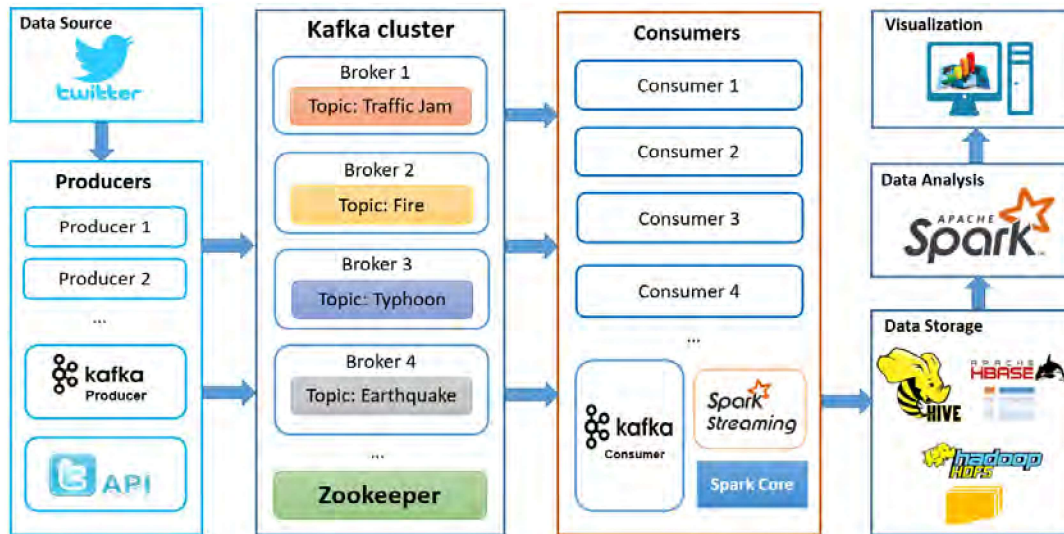 Data Source
twitter
Producers
Producer 1
Producer 2
...
kafka
Producer
API
Kafka cluster
Broker 1
Topic: Traffic Jam
Broker 2
Topic: Fire
Broker 3
Topic: Typhoon
Broker 4
Topic: Earthquake
...
Zookeeper
Consumers
Consumer 1
Consumer 2
Consumer 3
Consumer 4
...
kafka
Consumer
Spark
Streaming
Spark Core
Visualization
Data Analysis
APACHE
Spark
Data Storage
HIVE
APACHE
HBASE
hadoop
HDFS